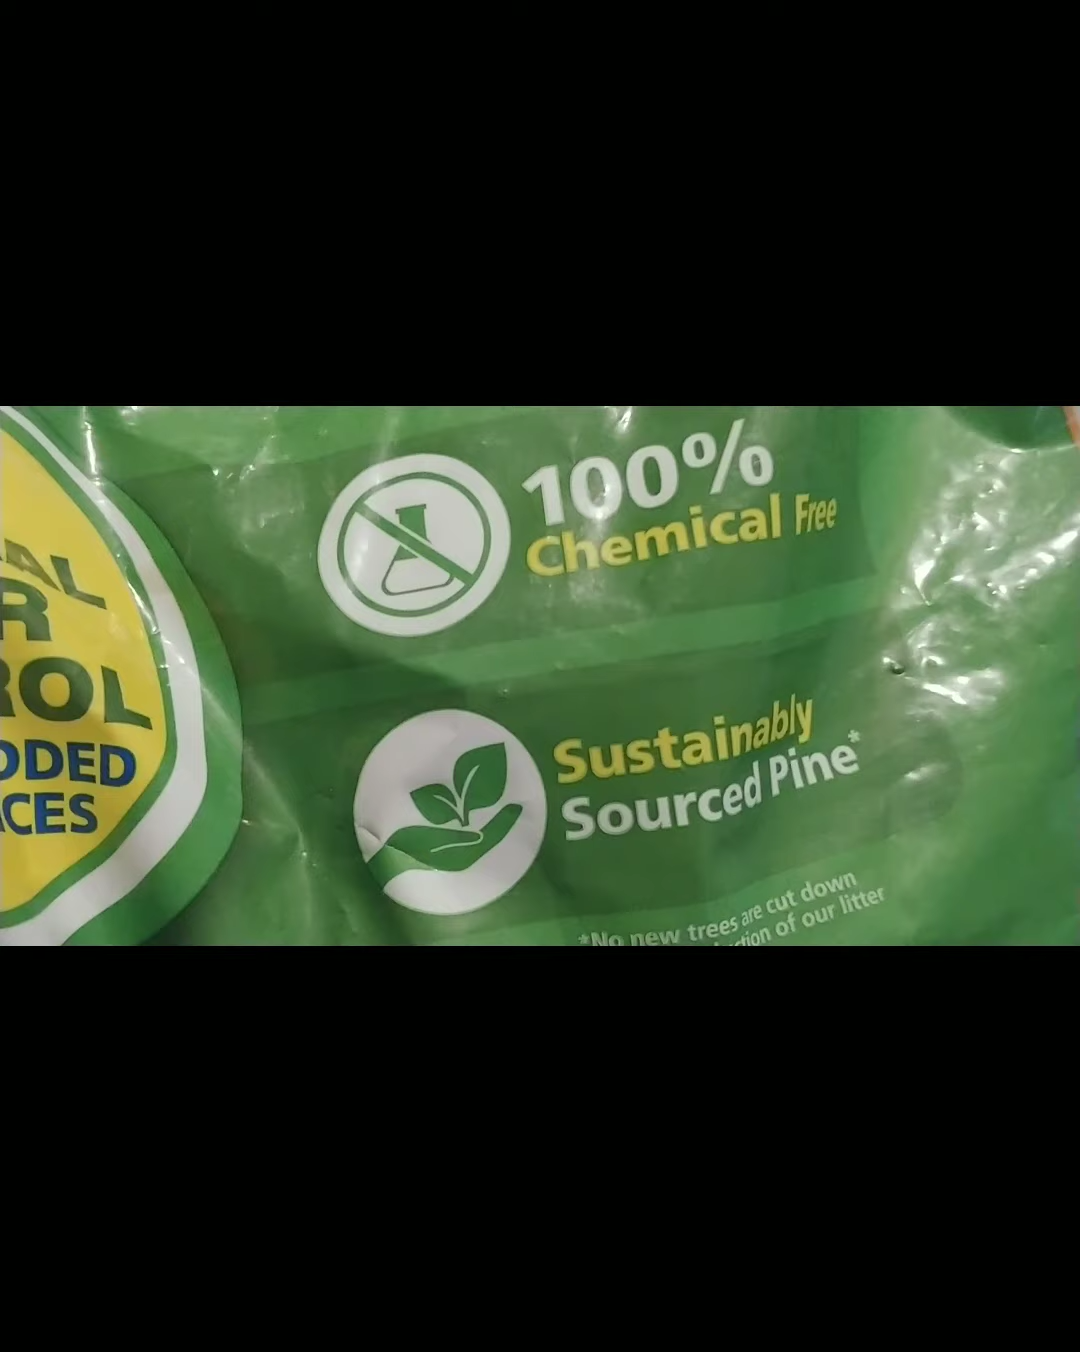 AL
R
ROL
DDED
CES
100%
Chemical Free
Sustainably
Sourced Pine*
*No new trees are cut down
of our litter